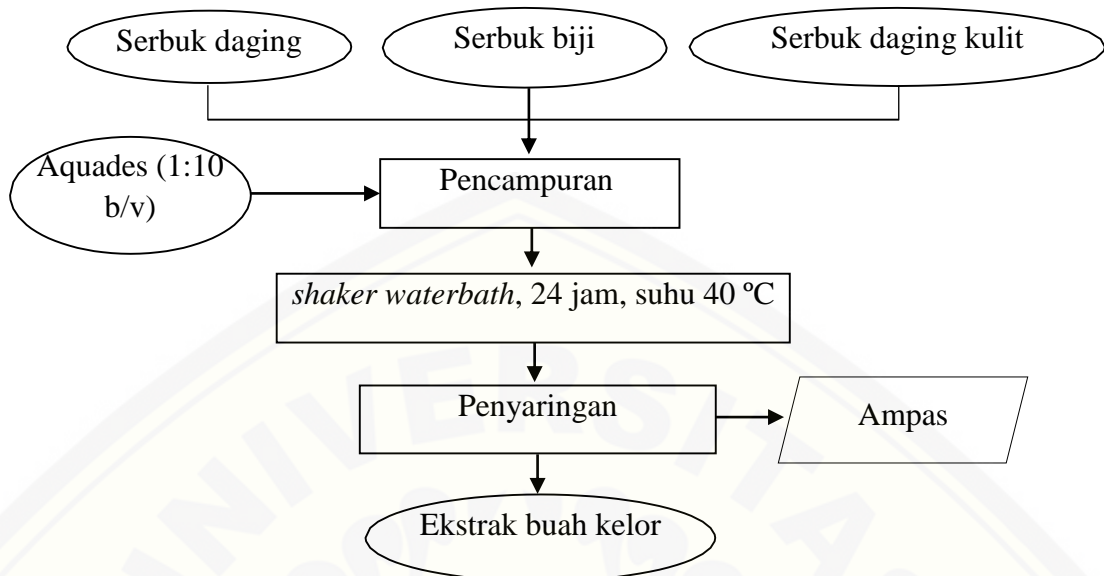 Serbuk daging
Serbuk biji
Serbuk daging kulit
Aquades (1:10
b/v)
Pencampuran
shaker waterbath, 24 jam, suhu 40 ºC
Penyaringan
Ampas
Ekstrak buah kelor